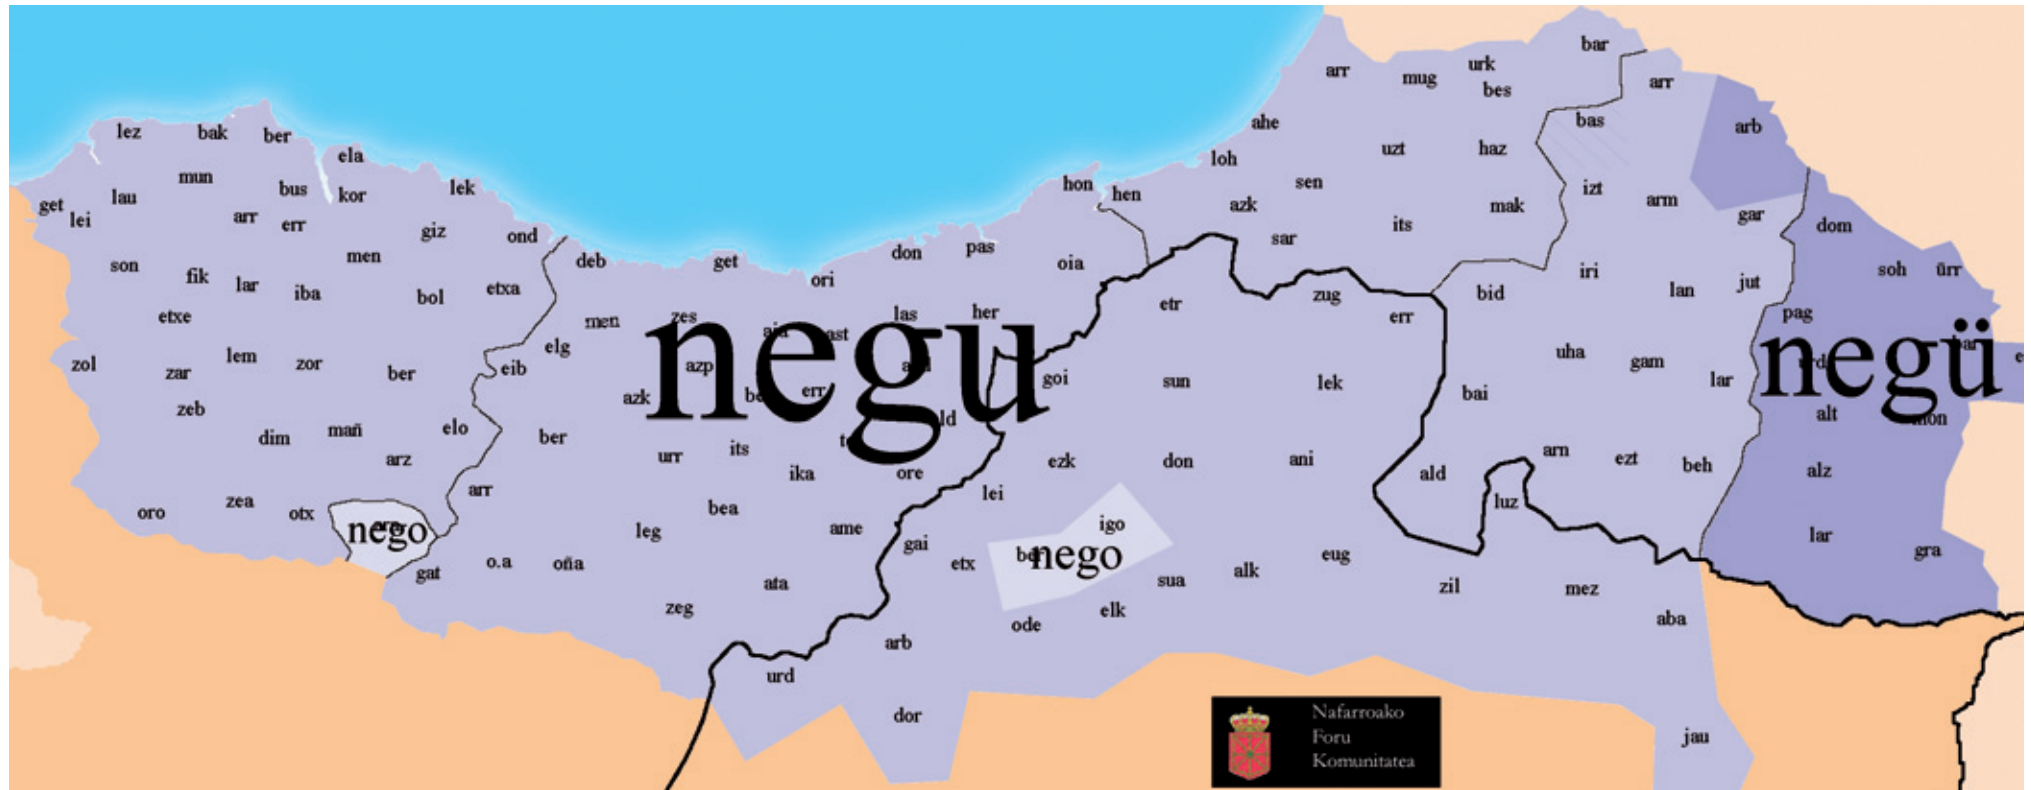 bar
arr
mug
urk
bes
arr
lez
bak
ber
ahe
bas
arb
ela
loh
uzt
haz
mun
bus
kor
lek
hon
hen
sen
izt
get
lei
lau
arr
err
azk
mak
arm
gar
giz
ond
sar
its
dom
son
fik
lar
men
deb
get
don
pas
oia
iri
soh
ürr
iba
bol
etxa
ori
etr
zug
bid
lan
jut
etxe
men
zes
las
her
err
pag
negu
negü
zol
zar
lem
zor
ber
elg
eib
azp
goi
sun
lek
uha
gam
lar
zeb
azk
err
bai
alt
dim
mañ
elo
ber
arz
urr
its
ika
ore
ezk
don
ani
ald
arn
ezt
beh
alz
arr
lei
luz
oro
zea
otx
nego
bea
leg
ame
gai
igo
lar
gra
gat
o.a
oña
etx
nego
sua
alk
eug
ata
zil
mez
zeg
ode
elk
aba
arb
urd
dor
jau
Nafarroako
Foru
Komunitatea